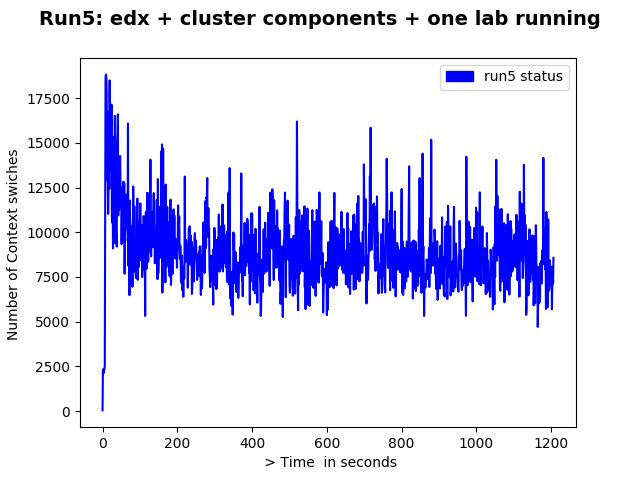 Run5: edx + cluster components + one lab running
run5 status
17500
15000
12500
10000
7500
5000
2500
0
Number of Context swiches
0 200 400 600 800 1000 1200
> Time  in seconds